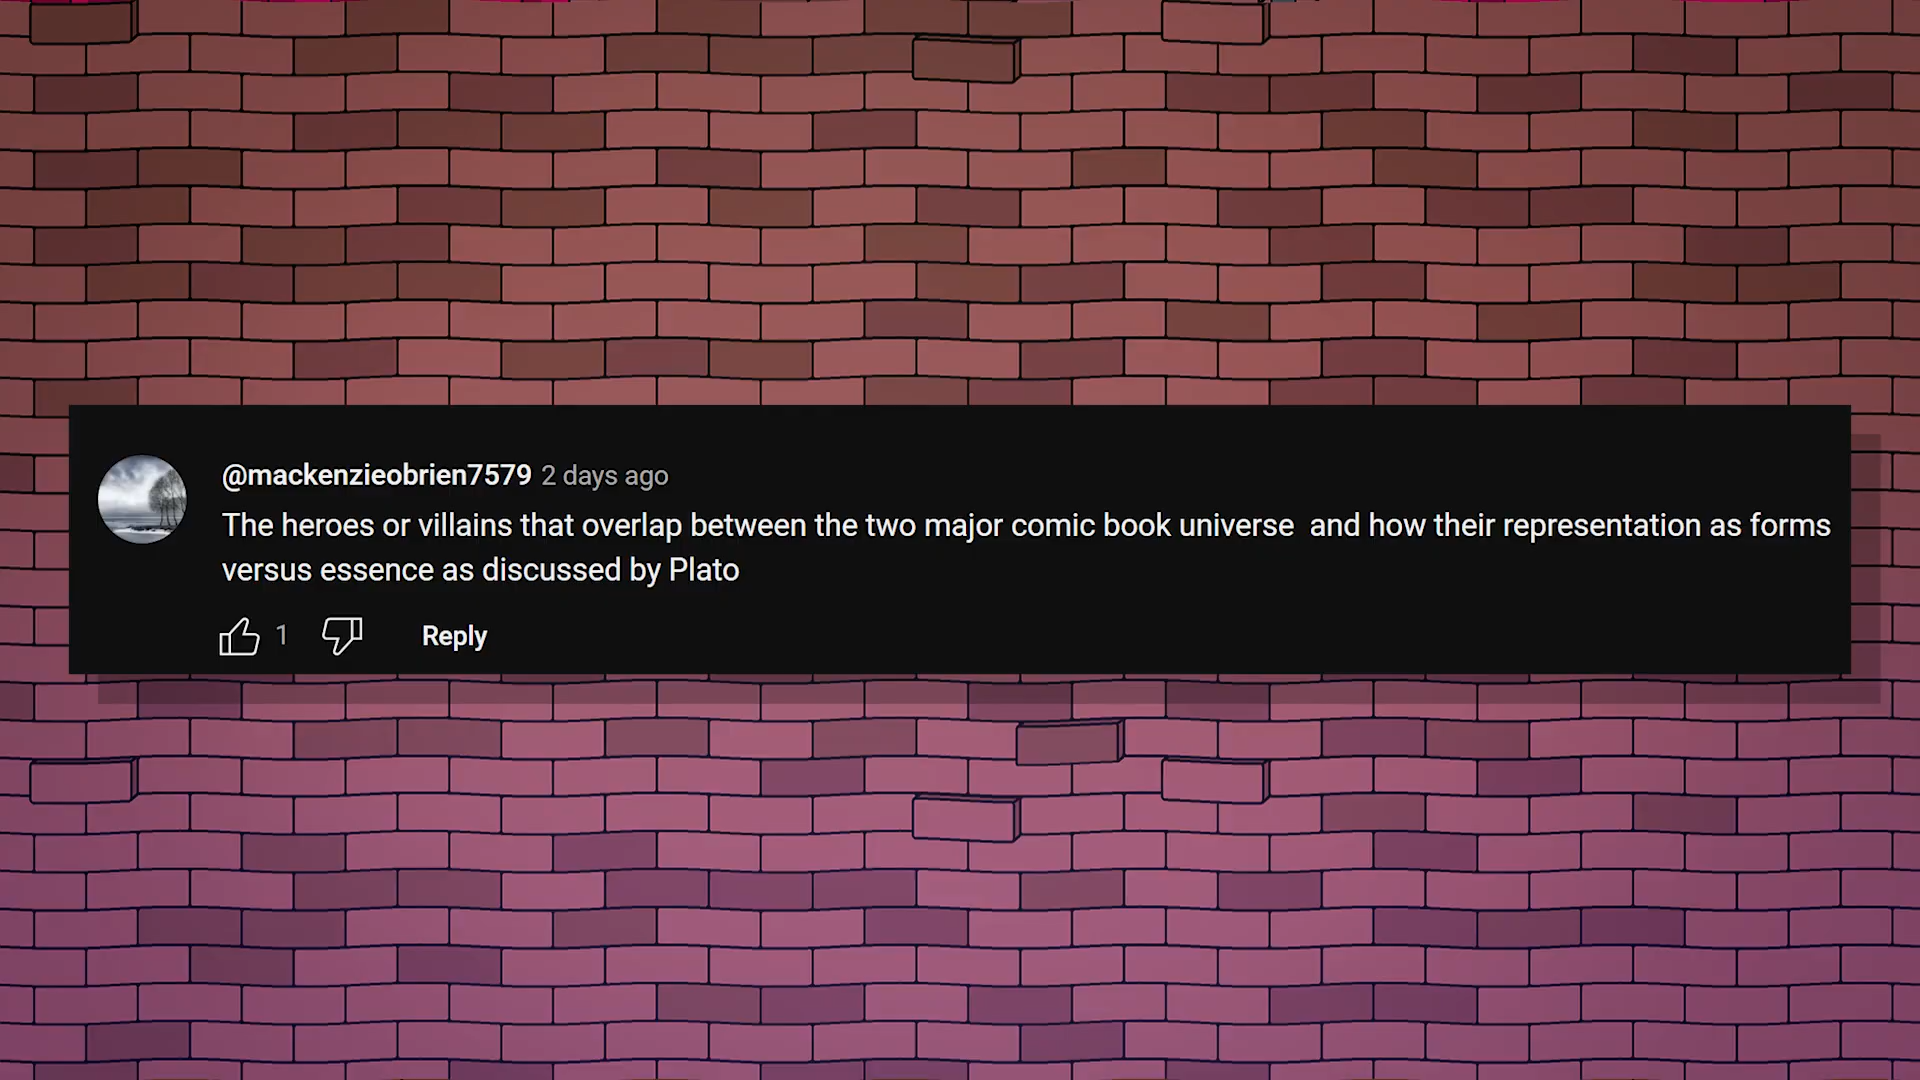 @mackenzieobrien7579 2 days ago
The heroes or villains that overlap between the two major comic book universe  and how their representation as forms
versus essence as discussed by Plato
1 Reply